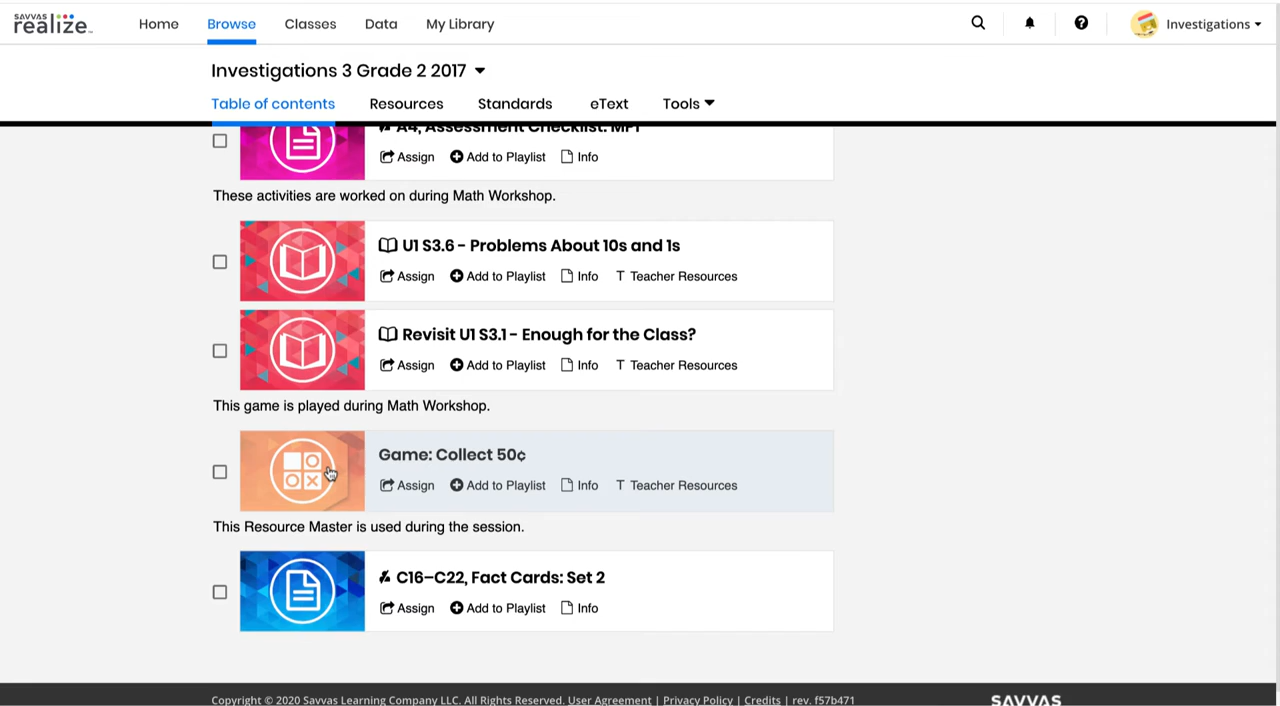 SAVVAS
realize™ Home Browse Classes Data My Library Investigations
Investigations 3 Grade 2 2017
Table of contents Resources Standards eText Tools
A4, Assessment Checklist: MP1
Assign Add to Playlist Info
These activities are worked on during Math Workshop.
U1 S3.6 - Problems About 10s and 1s
Assign Add to Playlist Info T Teacher Resources
Revisit U1 S3.1 - Enough for the Class?
Assign Add to Playlist Info T Teacher Resources
This game is played during Math Workshop.
Game: Collect 50¢
Assign Add to Playlist Info T Teacher Resources
This Resource Master is used during the session.
C16–C22, Fact Cards: Set 2
Assign Add to Playlist Info
Copyright © 2020 Savvas Learning Company LLC. All Rights Reserved. User Agreement | Privacy Policy | Credits | rev. f57b471 SAVVAS